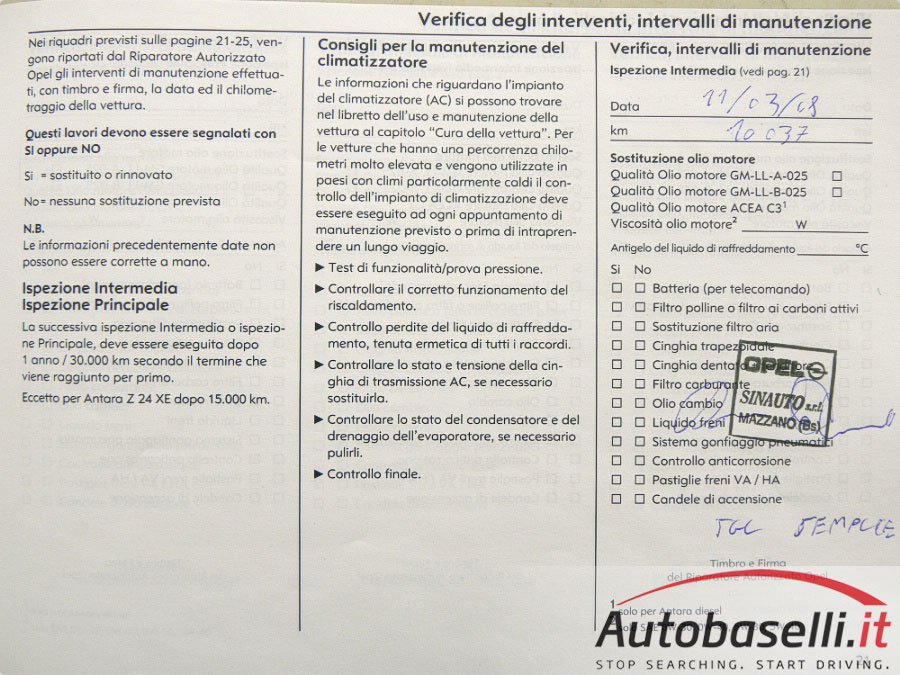 Verifica degli interventi, intervalli di manutenzione
Nei riquadri previsti sulle pagine 21-25, ven-
gono riportati dal Riparatore Autorizzato
Opel gli interventi di manutenzione effettua-
ti, con timbro e firma, la data ed il chilome-
traggio della vettura.
Questi lavori devono essere segnalati con
SI oppure NO
Si = sostituito o rinnovato
No = nessuna sostituzione prevista
N.B.
Le informazioni precedentemente date non
possono essere corrette a mano.
Ispezione Intermedia
Ispezione Principale
La successiva ispezione Intermedia o ispezio-
ne Principale, deve essere eseguita dopo
1 anno / 30.000 km secondo il termine che
viene raggiunto per primo.
Eccetto per Antara Z 24 XE dopo 15.000 km.
Consigli per la manutenzione del
climatizzatore
Le informazioni che riguardano l'impianto
del climatizzatore (AC) si possono trovare
nel libretto dell'uso e manutenzione della
vettura al capitolo "Cura della vettura". Per
le vetture che hanno una percorrenza chilo-
metri molto elevata e vengono utilizzate in
paesi con climi particolarmente caldi il con-
trollo dell'impianto di climatizzazione deve
essere eseguito ad ogni appuntamento di
manutenzione previsto o prima di intrapren-
dere un lungo viaggio.
▶ Test di funzionalità/prova pressione.
▶ Controllare il corretto funzionamento del
riscaldamento.
▶ Controllo perdite del liquido di raffredda-
mento, tenuta ermetica di tutti i raccordi.
▶ Controllare lo stato e tensione della cin-
ghia di trasmissione AC, se necessario
sostituirla.
▶ Controllare lo stato del condensatore e del
drenaggio dell'evaporatore, se necessario
pulirli.
▶ Controllo finale.
Verifica, intervalli di manutenzione
Ispezione Intermedia (vedi pag. 21)
Data 11/03/08
km 10 037
Sostituzione olio motore
Qualità Olio motore GM-LL-A-025 ☐
Qualità Olio motore GM-LL-B-025 ☐
Qualità Olio motore ACEA C3¹
Viscosità olio motore² W
Antigelo del liquido di raffreddamento °C
Si No
☐ ☐ Batteria (per telecomando)
☐ ☐ Filtro polline o filtro ai carboni attivi
☐ ☐ Sostituzione filtro aria
☐ ☐ Cinghia trapezoidale
☐ ☐ Cinghia dentata motore
☐ ☐ Filtro carburante
☐ ☐ Olio cambio
☐ ☐ Liquido freni
☐ ☐ Sistema gonfiaggio pneumatici
☐ ☐ Controllo anticorrosione
☐ ☐ Pastiglie freni VA / HA
☐ ☐ Candele di accensione
OPEL
SINAUTO s.r.l.
MAZZANO (Bs)
Timbro e Firma
del Riparatore Autorizzato Opel
1 solo per Antara diesel
Autobaselli.it
STOP SEARCHING. START DRIVING.